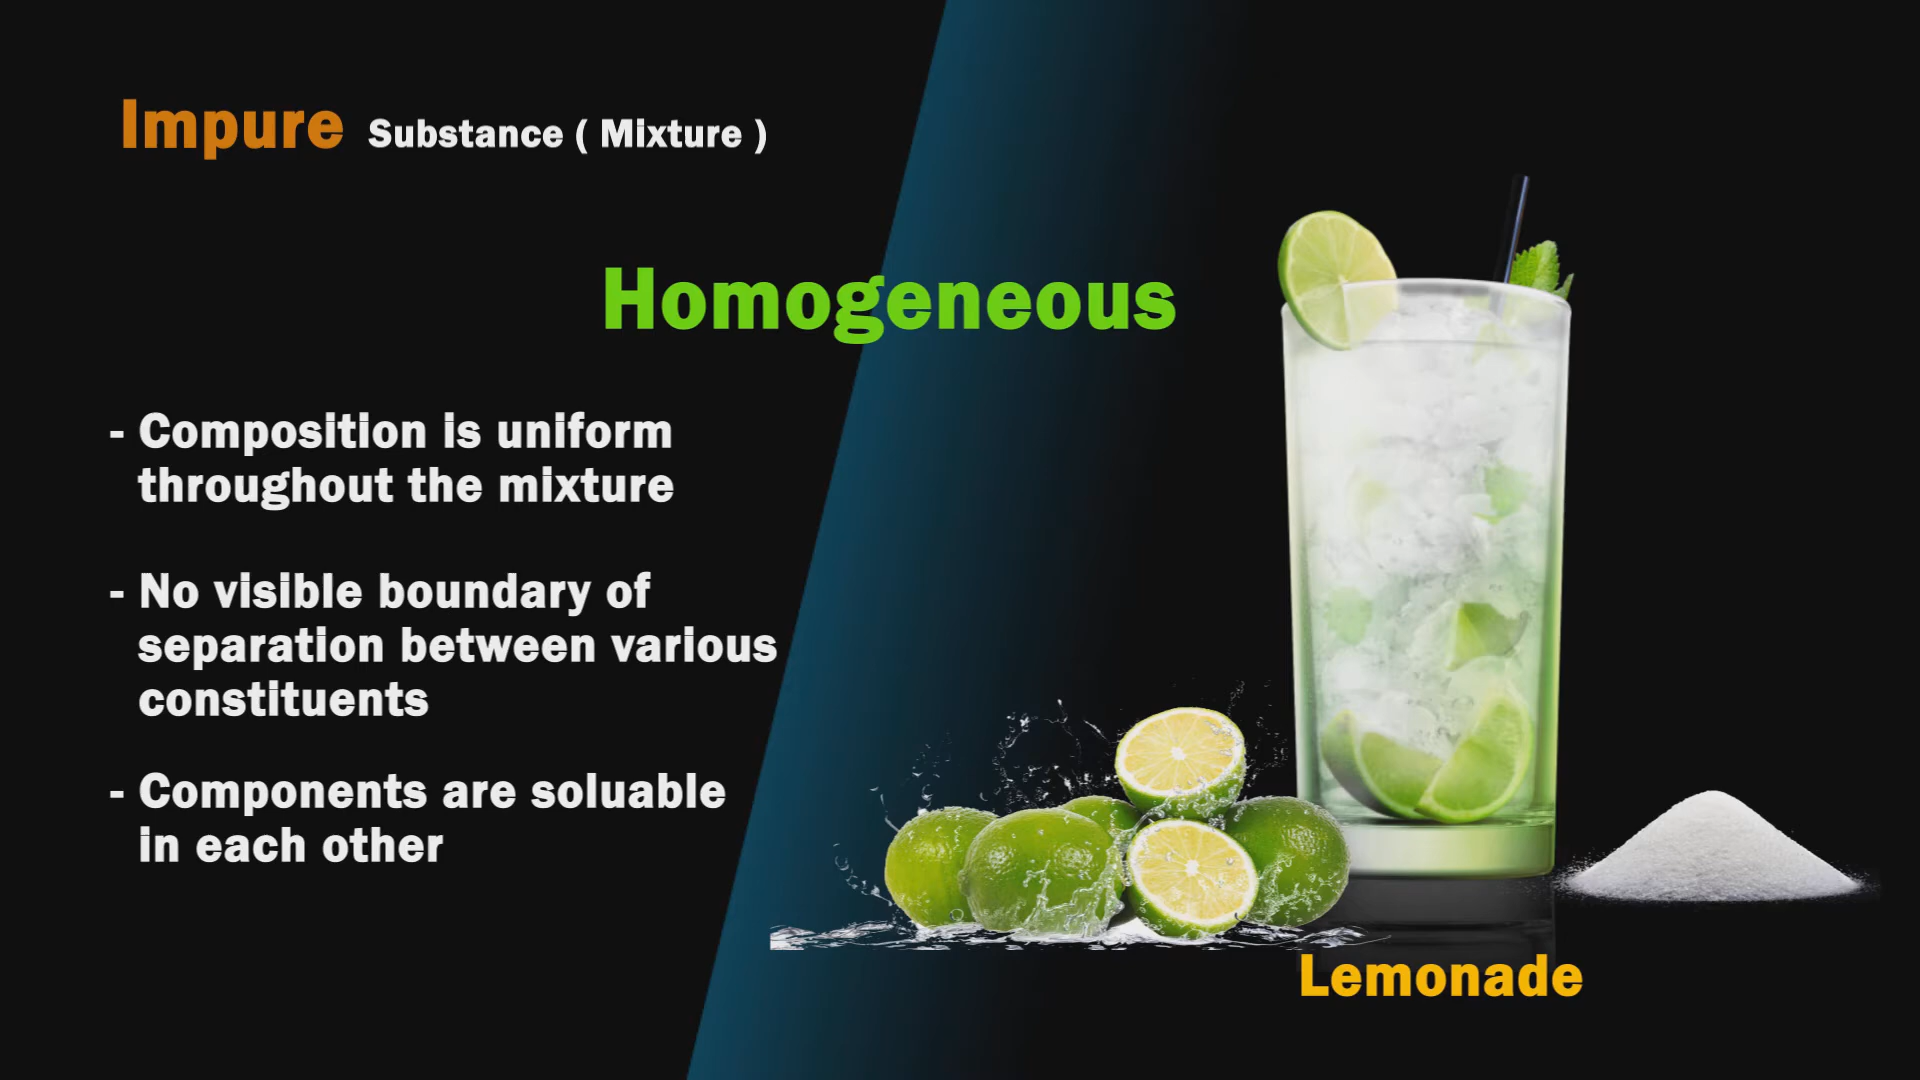 Impure Substance ( Mixture )
Homogeneous
- Composition is uniform
throughout the mixture
- No visible boundary of
separation between various
constituents
- Components are soluable
in each other
Lemonade